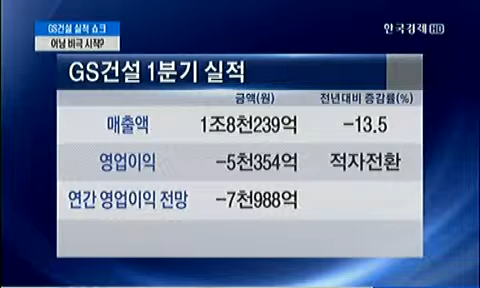 GS건설 실적 쇼크
어닝 비극 시작?
한국경제 HD
GS건설 1분기 실적
금액(원) 전년대비 증감률(%)
매출액 1조8천239억 -13.5
영업이익 -5천354억 적자전환
연간 영업이익 전망 -7천988억